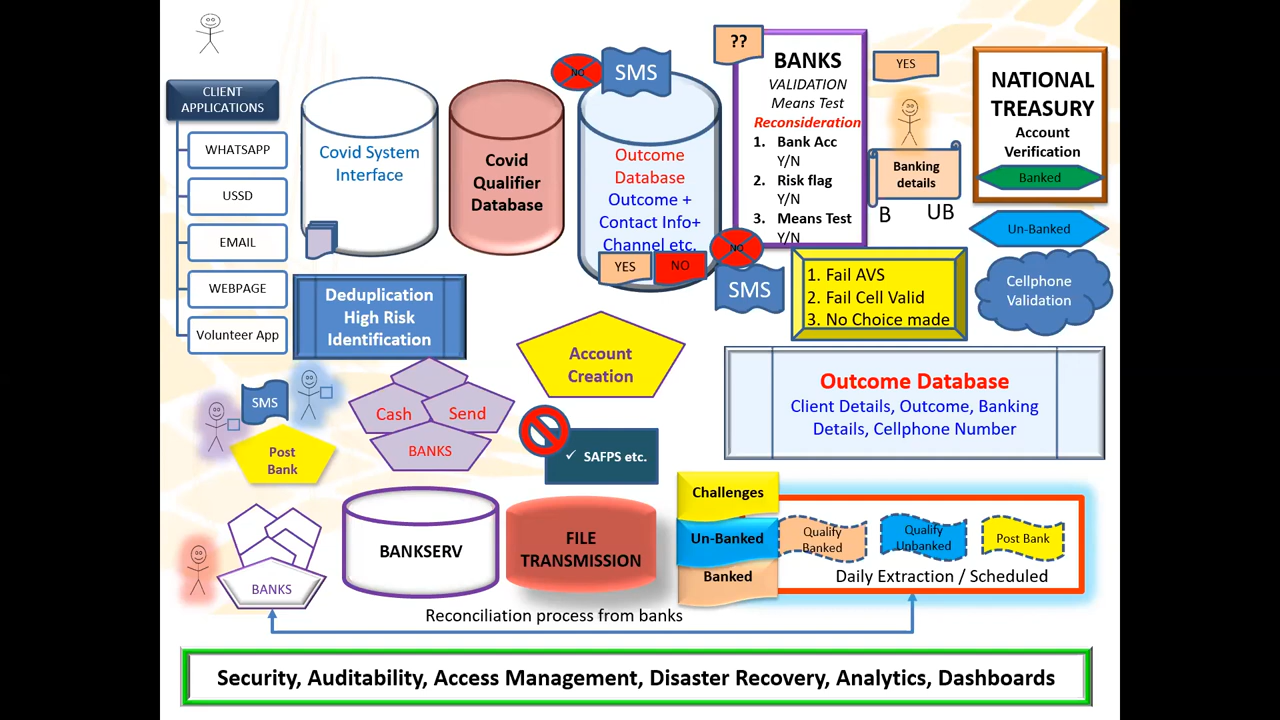 CLIENT
APPLICATIONS
WHATSAPP
USSD
EMAIL
WEBPAGE
Volunteer App
Covid System
Interface
Covid
Qualifier
Database
NO
SMS
Outcome
Database
Outcome +
Contact Info+
Channel etc.
YES
NO
??
BANKS
VALIDATION
Means Test
Reconsideration
1. Bank Acc
Y/N
2. Risk flag
Y/N
3. Means Test
Y/N
NO
SMS
YES
Banking
details
B
UB
NATIONAL
TREASURY
Account
Verification
Banked
Un-Banked
Cellphone
Validation
1. Fail AVS
2. Fail Cell Valid
3. No Choice made
Deduplication
High Risk
Identification
Account
Creation
Outcome Database
Client Details, Outcome, Banking
Details, Cellphone Number
SMS
Post
Bank
Cash
Send
BANKS
✓ SAFPS etc.
BANKS
BANKSERV
FILE
TRANSMISSION
Challenges
Un-Banked
Banked
Qualify
Banked
Qualify
Unbanked
Post Bank
Daily Extraction / Scheduled
Reconciliation process from banks
Security, Auditability, Access Management, Disaster Recovery, Analytics, Dashboards